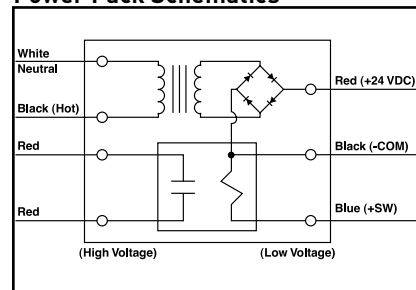 Power Pack Schematics
White
Neutral
Red (+24 VDC)
Black (Hot)
Red
Black (-COM)
Red
Blue (+SW)
(High Voltage)
(Low Voltage)